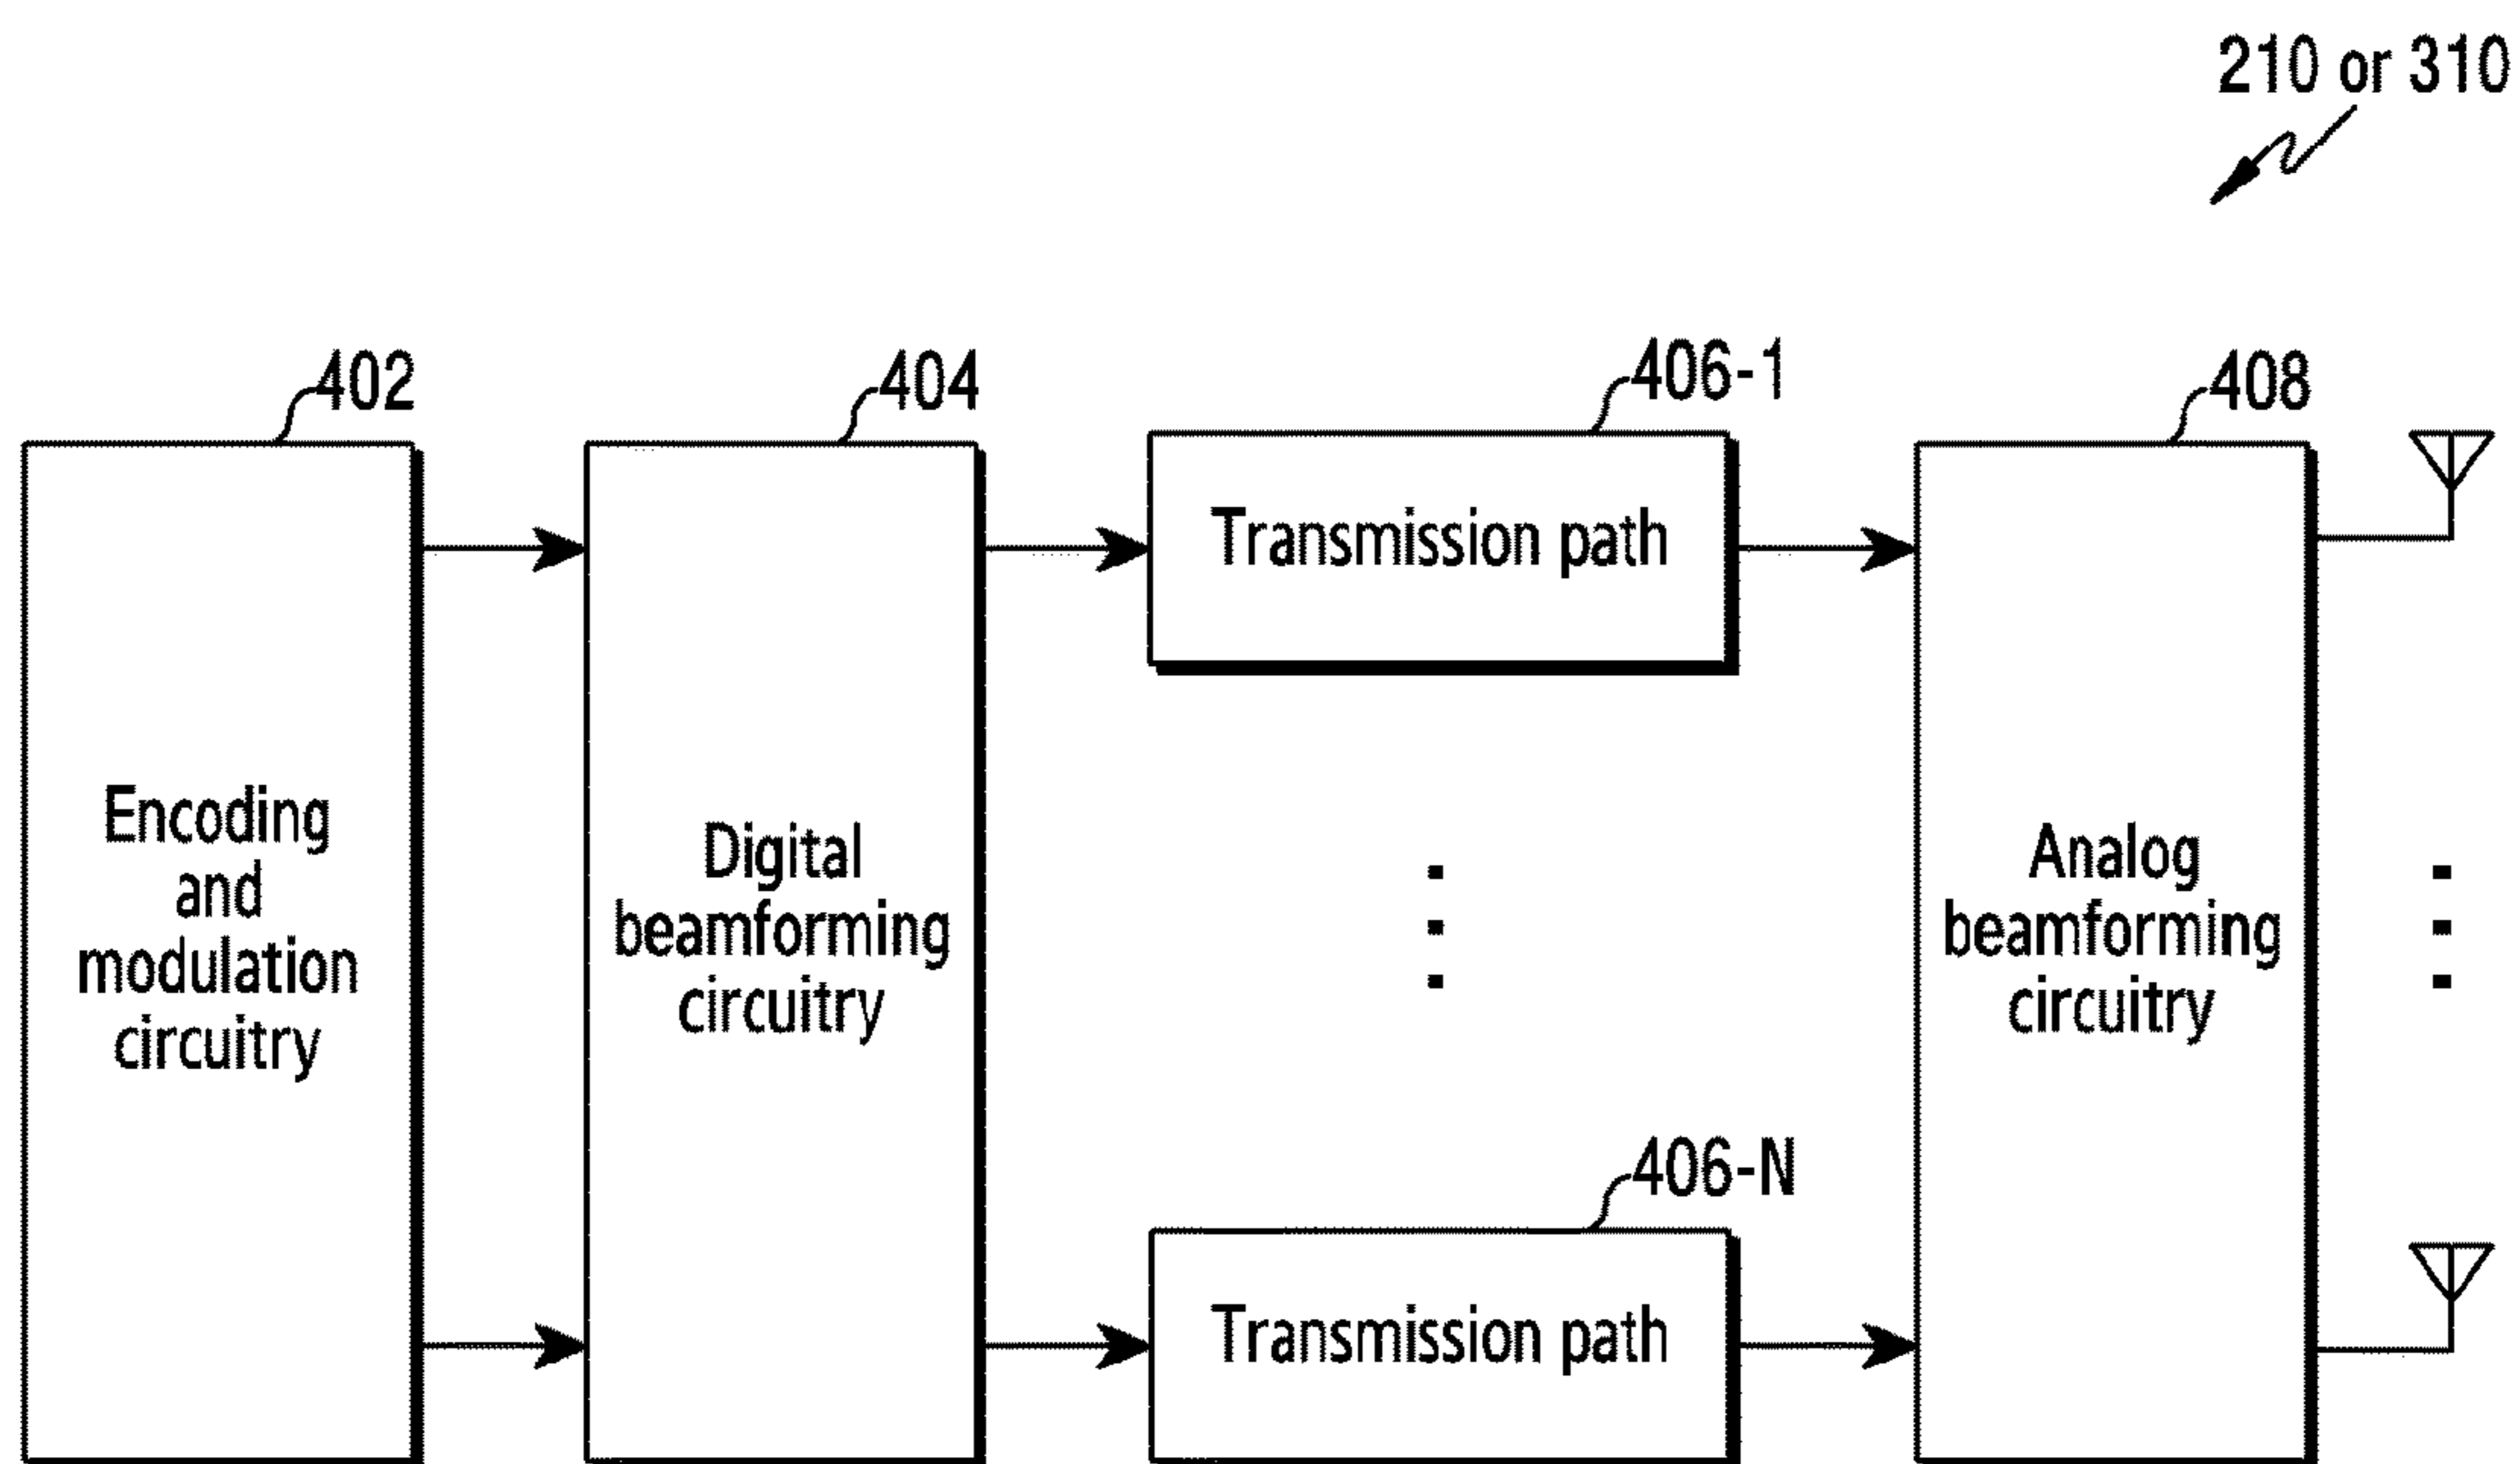 210 or 310
402
404
406-1
408
Encoding
and
modulation
circuitry
Digital
beamforming
circuitry
Transmission path
Analog
beamforming
circuitry
406-N
Transmission path